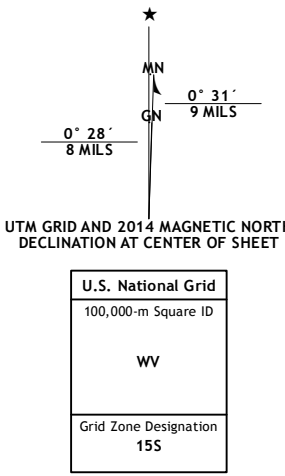 ★
MN
0° 31´
9 MILS
GN
0° 28´
8 MILS
UTM GRID AND 2014 MAGNETIC NORTH
DECLINATION AT CENTER OF SHEET
U.S. National Grid
100,000-m Square ID
WV
Grid Zone Designation
15S